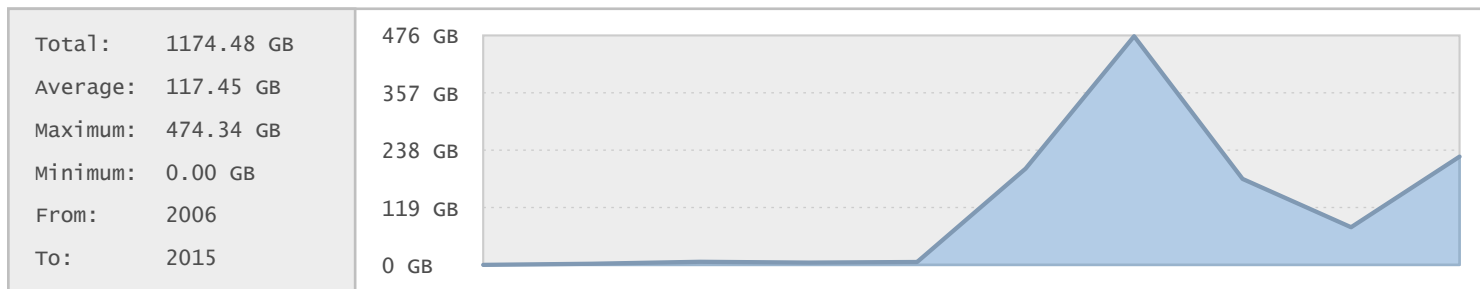 Total: 1174.48 GB
Average: 117.45 GB
Maximum: 474.34 GB
Minimum: 0.00 GB
From: 2006
To: 2015
476 GB
357 GB
238 GB
119 GB
0 GB